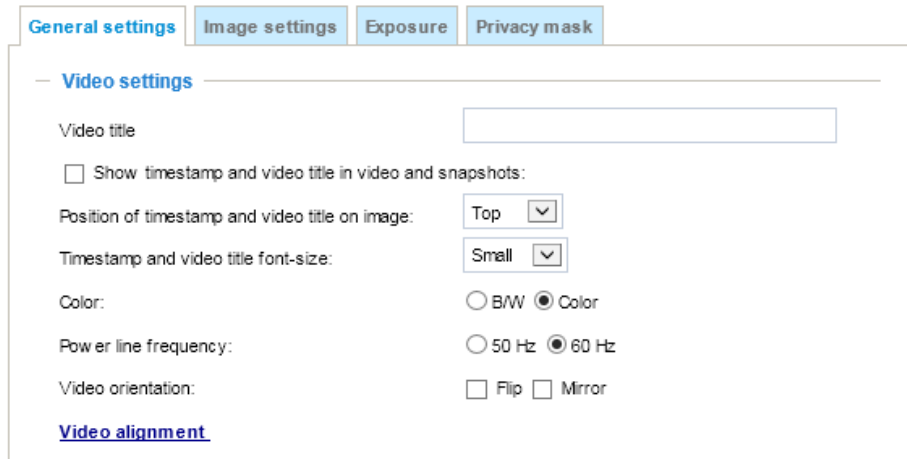 General settings Image settings Exposure Privacy mask
Video settings
Video title
Show timestamp and video title in video and snapshots:
Position of timestamp and video title on image: Top
Timestamp and video title font-size: Small
Color: B/W Color
Power line frequency: 50 Hz 60 Hz
Video orientation: Flip Mirror
Video alignment